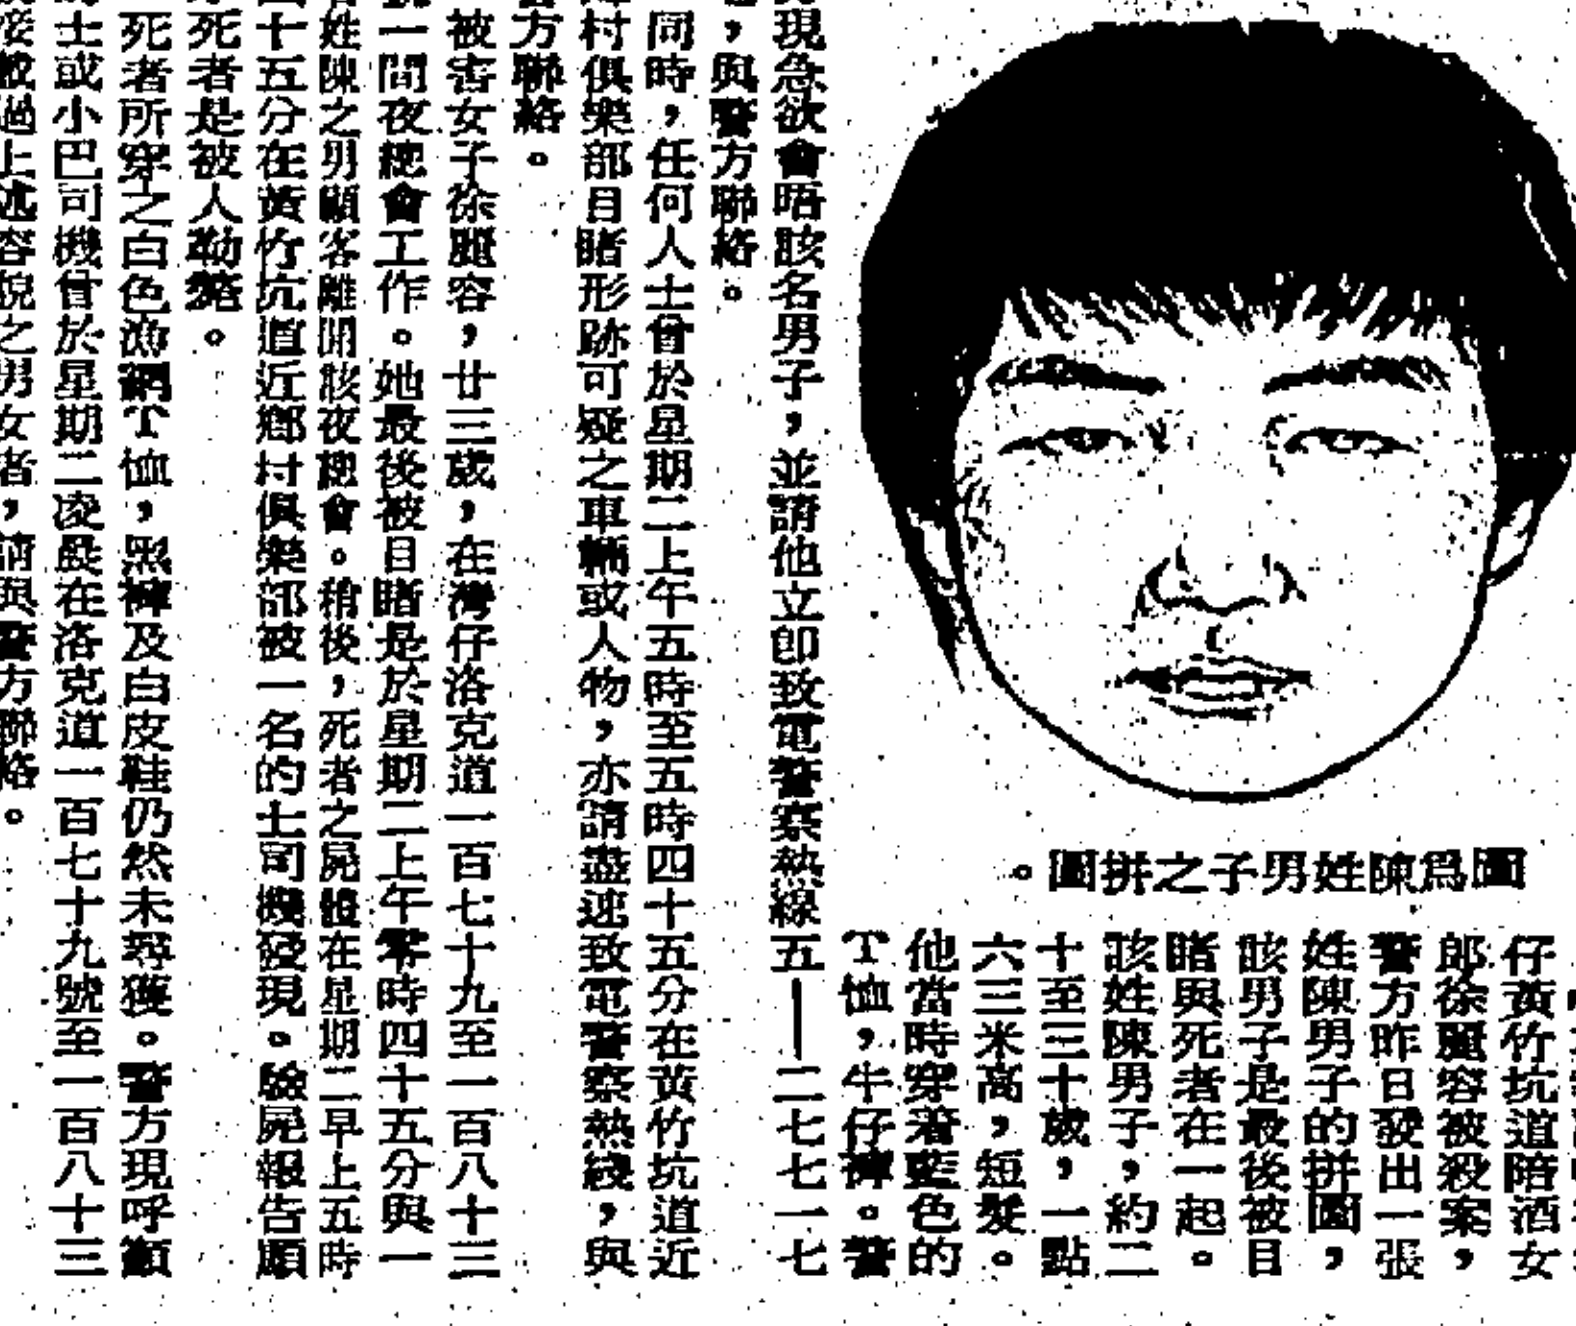 圖爲陳姓男子之拼圖。
仔黃竹坑道陪酒女
郎徐麗容被殺案，
警方昨日發出一張
姓陳男子的拼圖，
該男子是最後被目
睹與死者在一起。
該姓陳男子，約二
十至三十歲，一點
六三米高，短髮。
他當時穿着藍色的
T恤，牛仔褲。警
現急欲會晤該名男子，並請他立卽致電警察熱線五——二七七一七
，與警方聯絡。
同時，任何人士曾於星期二上午五時至五時四十五分在黃竹坑道近
村俱樂部目睹形跡可疑之車輛或人物，亦請盡速致電警察熱綫，與
方聯絡。
被害女子徐麗容，廿三歲，在灣仔洛克道一百七十九至一百八十三
一間夜總會工作。她最後被目睹是於星期二上午零時四十五分與一
姓陳之男顧客離開該夜總會。稍後，死者之屍體在星期二早上五時
十五分在黃竹坑道近鄉村俱樂部被一名的士司機發現。驗屍報告顯
死者是被人勒斃。
死者所穿之白色漁網T恤，黑褲及白皮鞋仍然未尋獲。警方現呼籲
士或小巴司機曾於星期二凌晨在洛克道一百七十九號至一百八十三
接載過上述容貌之男女者，請與警方聯絡。